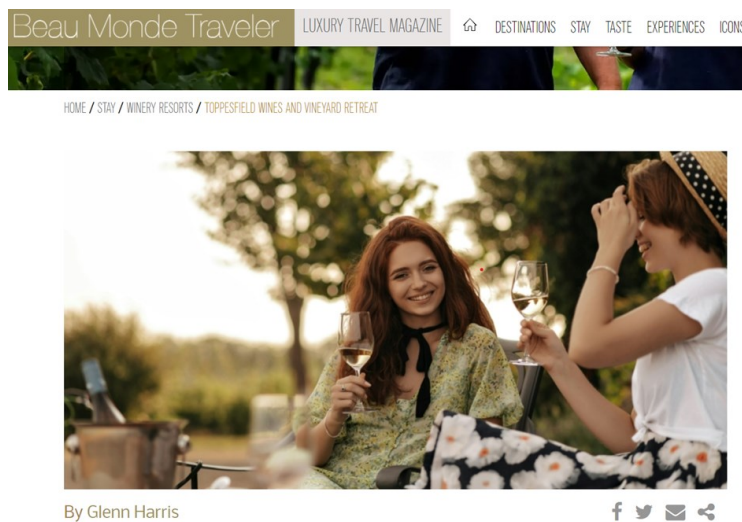 Beau Monde Traveler LUXURY TRAVEL MAGAZINE DESTINATIONS STAY TASTE EXPERIENCES ICONS
HOME / STAY / WINERY RESORTS / TOPPESFIELD WINES AND VINEYARD RETREAT
By Glenn Harris